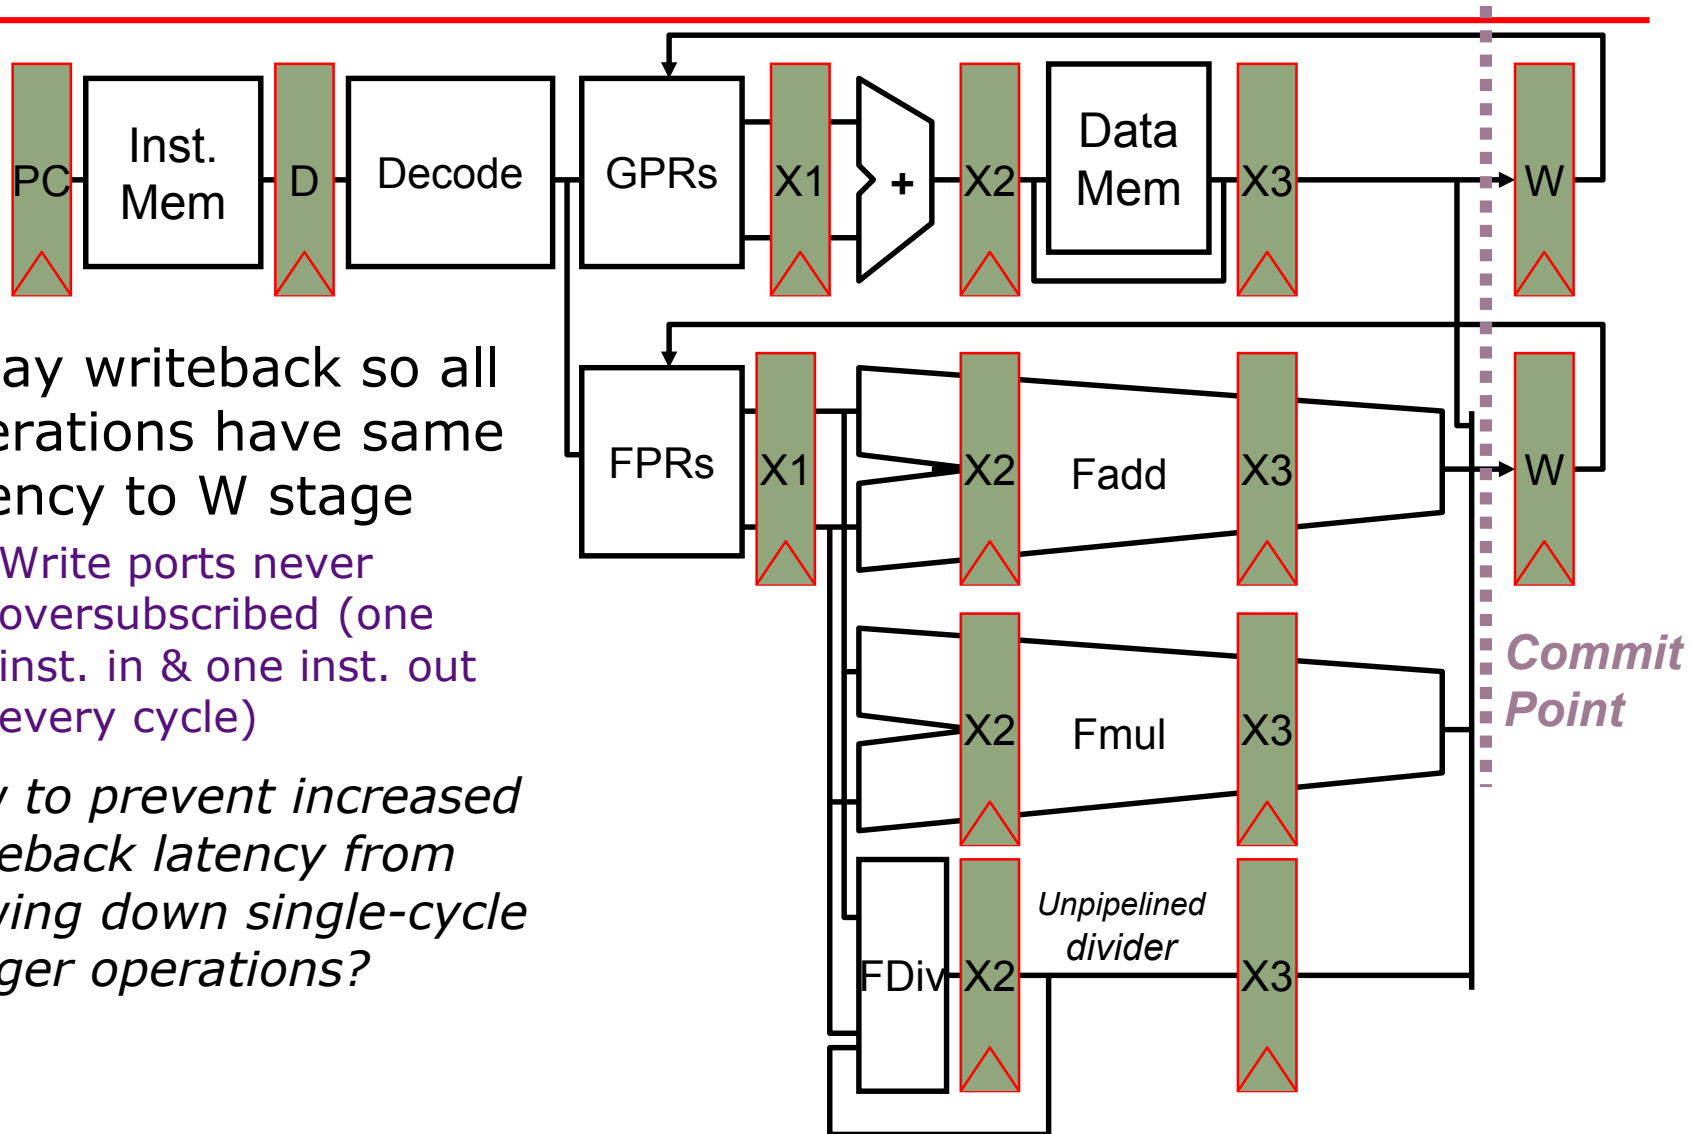 PC
Inst.
Mem
D
Decode
GPRs
X1
+
X2
Data
Mem
X3
W
ay writeback so all
erations have same
ency to W stage
Write ports never
oversubscribed (one
inst. in & one inst. out
every cycle)
to prevent increased
eback latency from
ing down single-cycle
ger operations?
FPRs
X1
X2
Fadd
X3
W
X2
Fmul
X3
Commit
Point
FDiv
X2
Unpipelined
divider
X3